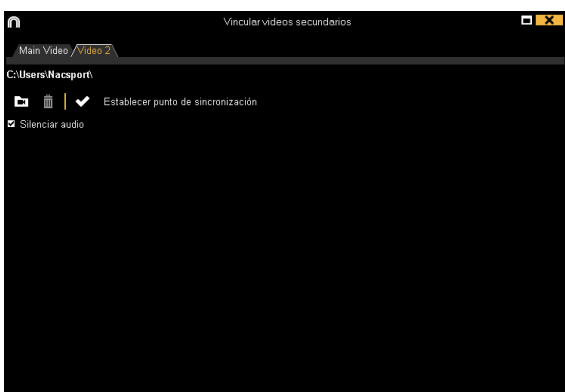 Vincular videos secundarios
Main Video Video 2
C:\Users\Nacsport\
Establecer punto de sincronización
Silenciar audio